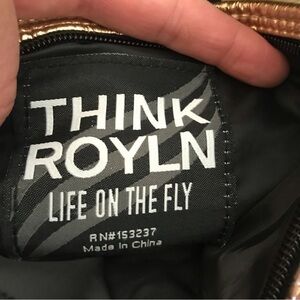 THINK
ROYLN
LIFE ON THE FLY
RN#153237
Made in China